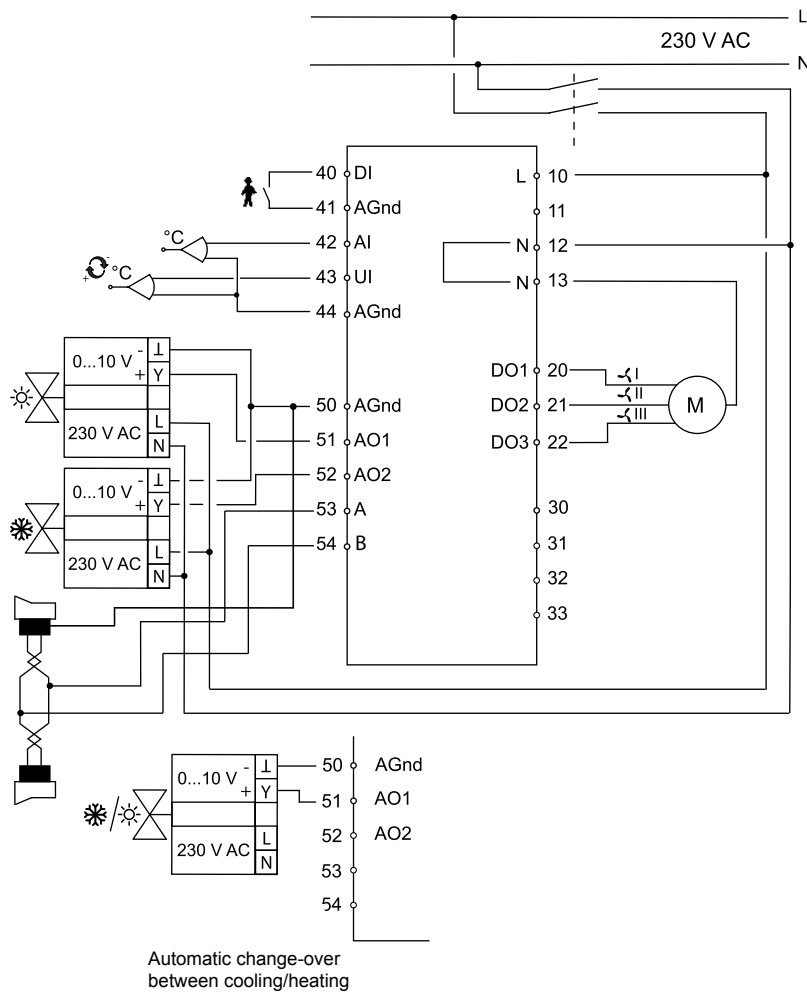 L
230 V AC
N
40 DI
L 10
41 AGnd
11
°C
42 AI
N 12
- °C
+
43 UI
N 13
44 AGnd
0...10 V - ⊥
+ Y
DO1 20 I
50 AGnd
DO2 21 II
M
230 V AC L
N
51 AO1
DO3 22 III
52 AO2
0...10 V - ⊥
+ Y
53 A
30
230 V AC L
N
54 B
31
32
33
0...10 V - ⊥
+ Y
50 AGnd
51 AO1
230 V AC L
N
52 AO2
53
54
Automatic change-over
between cooling/heating